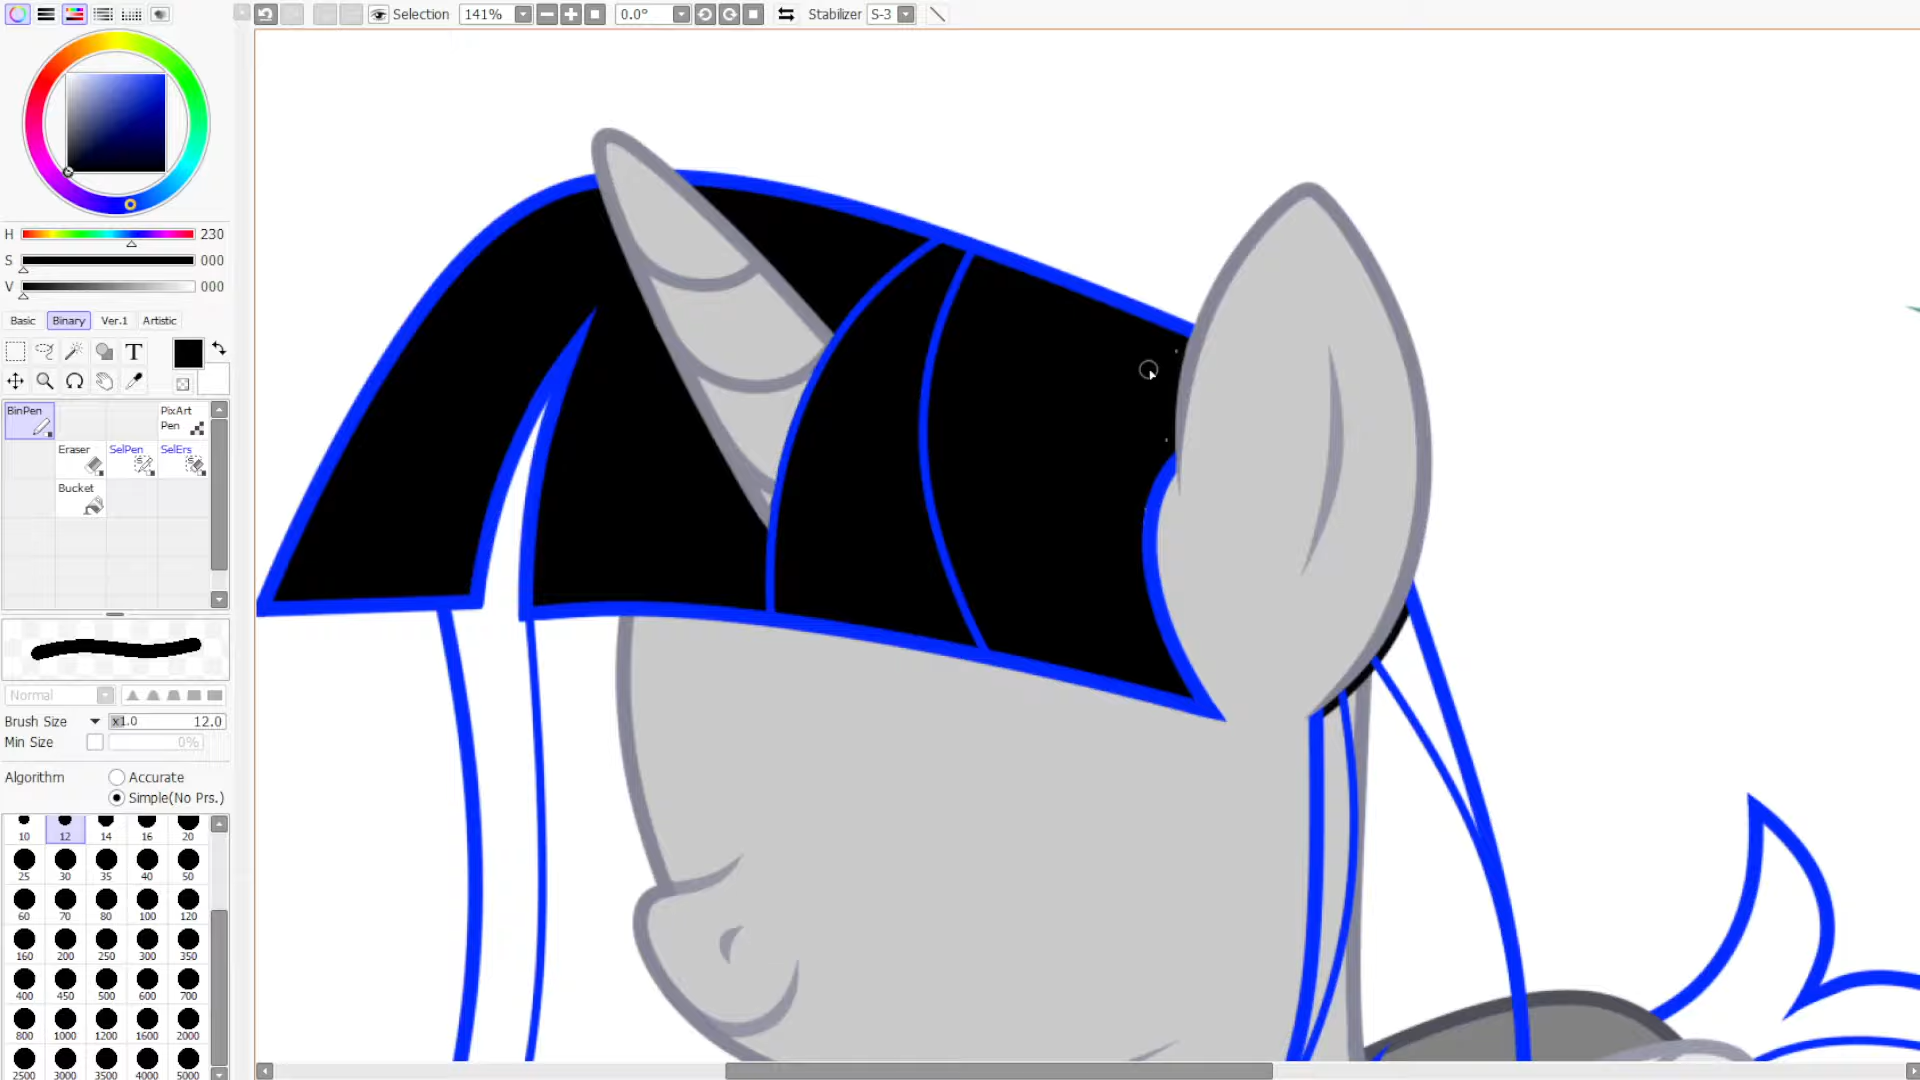 Selection 141% 0.0° Stabilizer S-3
H 230
S 000
V 000
Basic Binary Ver.1 Artistic
T
BinPen PixArt Pen
Eraser SelPen SelErs
Bucket
Normal
Brush Size x1.0 12.0
Min Size 0%
Algorithm Accurate
Simple(No Prs.)
10 12 14 16 20
25 30 35 40 50
60 70 80 100 120
160 200 250 300 350
400 450 500 600 700
800 1000 1200 1600 2000
2500 3000 3500 4000 5000